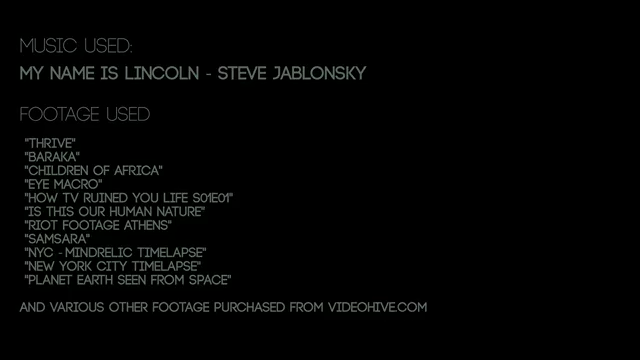 MUSIC USED:
MY NAME IS LINCOLN - STEVE JABLONSKY
FOOTAGE USED
"THRIVE"
"BARAKA"
"CHILDREN OF AFRICA"
"EYE MACRO"
"HOW TV RUINED YOU LIFE S01E01"
"IS THIS OUR HUMAN NATURE"
"RIOT FOOTAGE ATHENS"
"SAMSARA"
"NYC - MINDRELIC TIMELAPSE"
"NEW YORK CITY TIMELAPSE"
"PLANET EARTH SEEN FROM SPACE"
AND VARIOUS OTHER FOOTAGE PURCHASED FROM VIDEOHIVE.COM